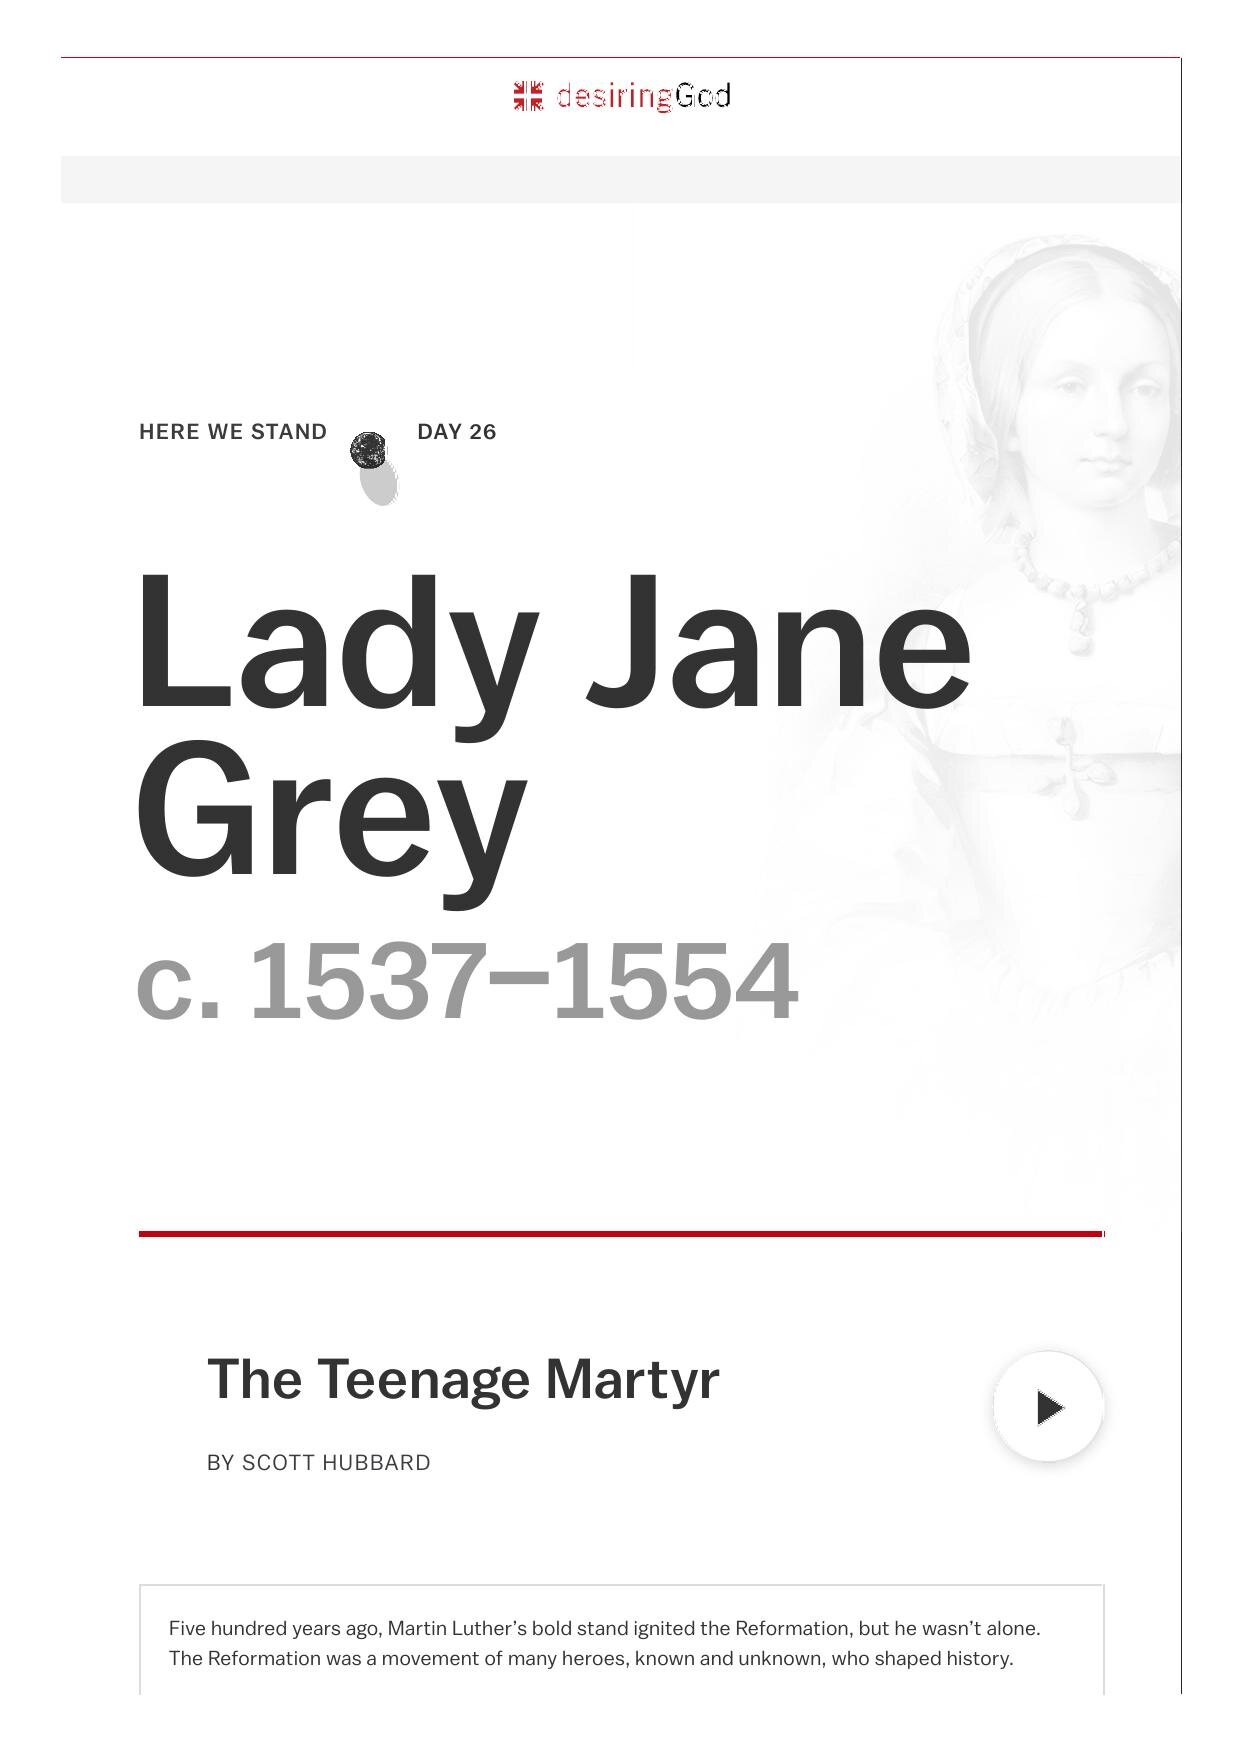 desiringGod
HERE WE STAND DAY 26
Lady Jane
Grey
c. 1537–1554
The Teenage Martyr
BY SCOTT HUBBARD
Five hundred years ago, Martin Luther’s bold stand ignited the Reformation, but he wasn’t alone.
The Reformation was a movement of many heroes, known and unknown, who shaped history.